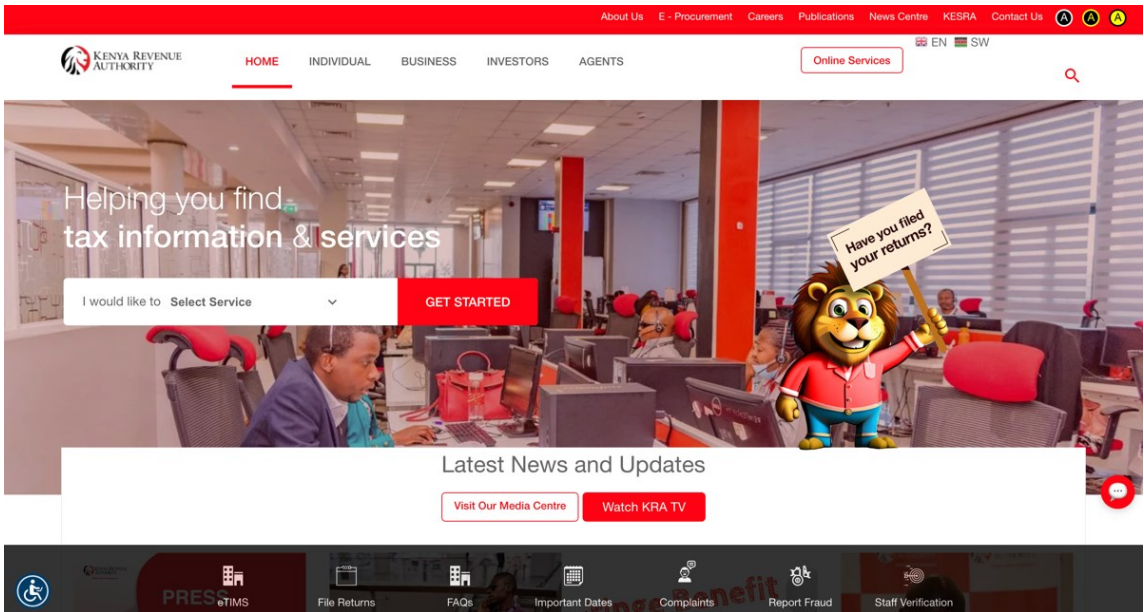 About Us E - Procurement Careers Publications News Centre KESRA Contact Us A A A
EN SW
KENYA REVENUE
AUTHORITY
HOME INDIVIDUAL BUSINESS INVESTORS AGENTS
Online Services
Helping you find
tax information & services
Have you filed
your returns?
I would like to Select Service
GET STARTED
Latest News and Updates
Visit Our Media Centre Watch KRA TV
PRESS
nge Benefit
eTIMS File Returns FAQs Important Dates Complaints Report Fraud Staff Verification